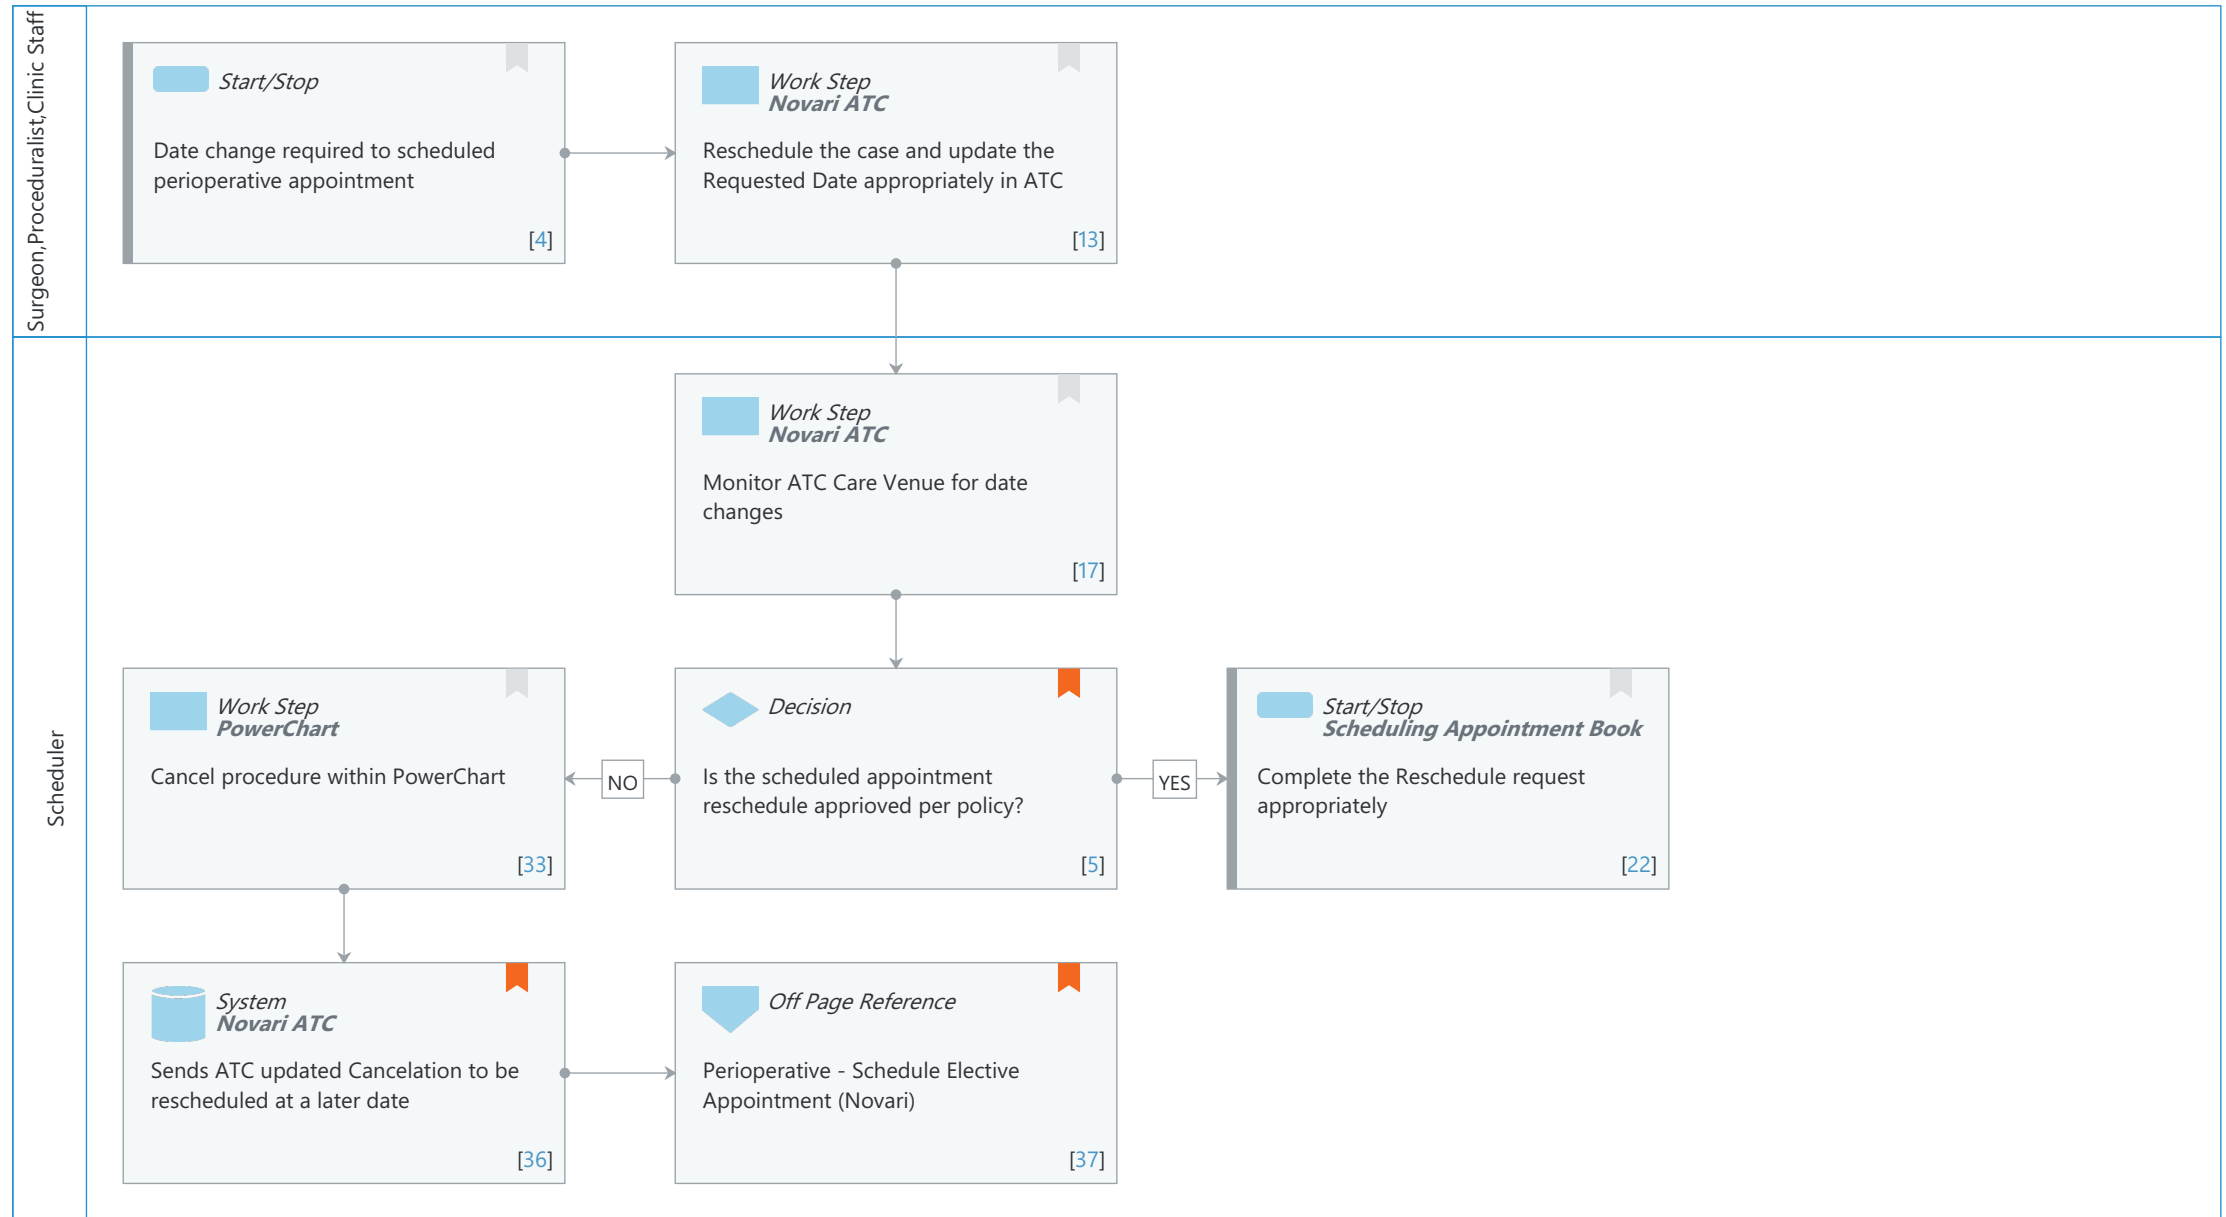 Surgeon,Proceduralist,Clinic Staff
Start/Stop
Date change required to scheduled
perioperative appointment
[4]
Work Step
Novari ATC
Reschedule the case and update the
Requested Date appropriately in ATC
[13]
Scheduler
Work Step
Novari ATC
Monitor ATC Care Venue for date
changes
[17]
Work Step
PowerChart
Cancel procedure within PowerChart
[33]
NO
Decision
Is the scheduled appointment
reschedule apprioved per policy?
[5]
YES
Start/Stop
Scheduling Appointment Book
Complete the Reschedule request
appropriately
[22]
System
Novari ATC
Sends ATC updated Cancelation to be
rescheduled at a later date
[36]
Off Page Reference
Perioperative - Schedule Elective
Appointment (Novari)
[37]